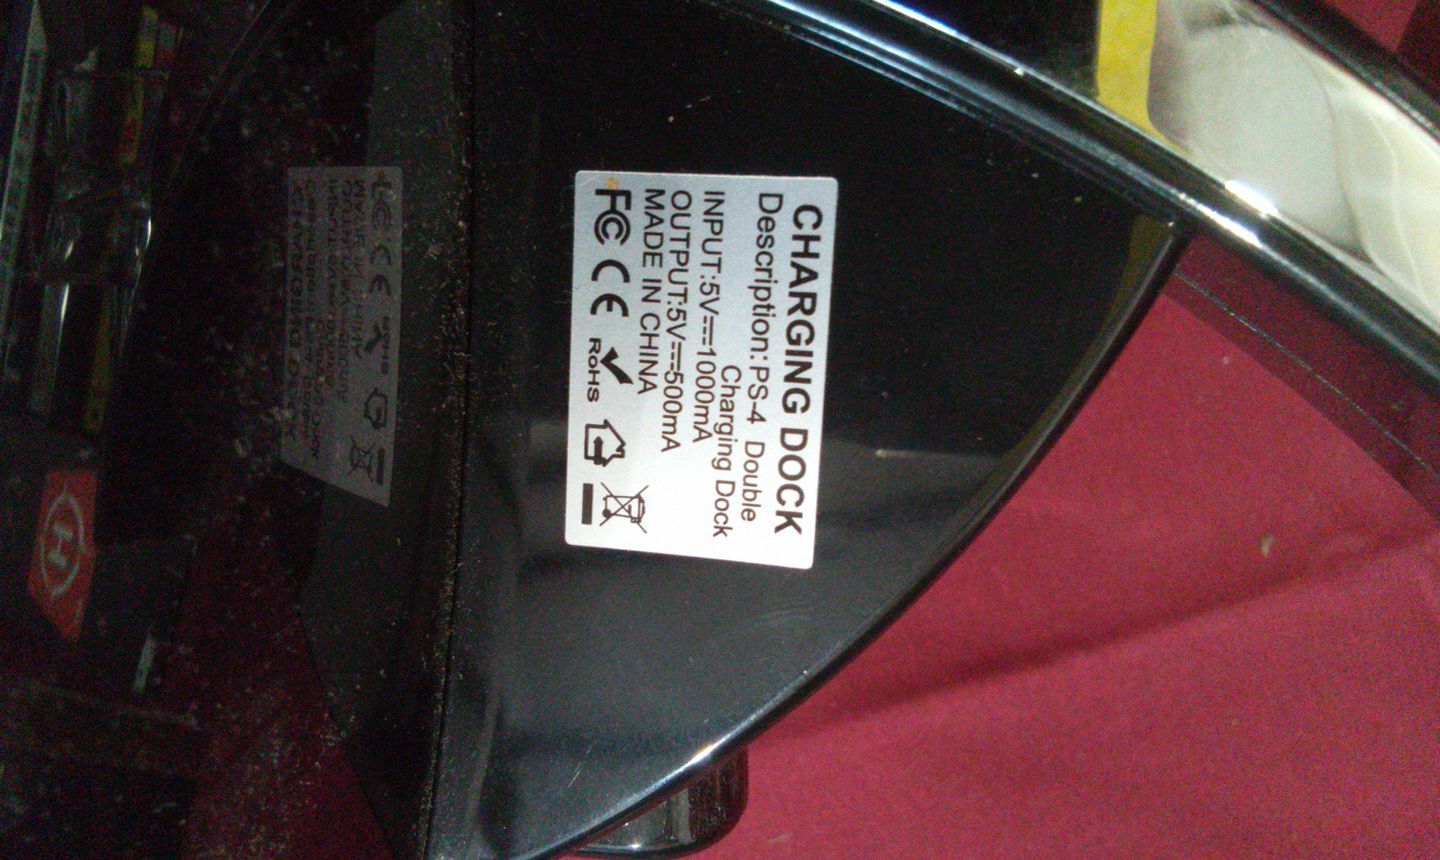 CHARGING DOCK
Description: PS-4 Double
Charging Dock
INPUT:5V⎓1000mA
OUTPUT:5V⎓500mA
MADE IN CHINA
FC CE RoHS
H